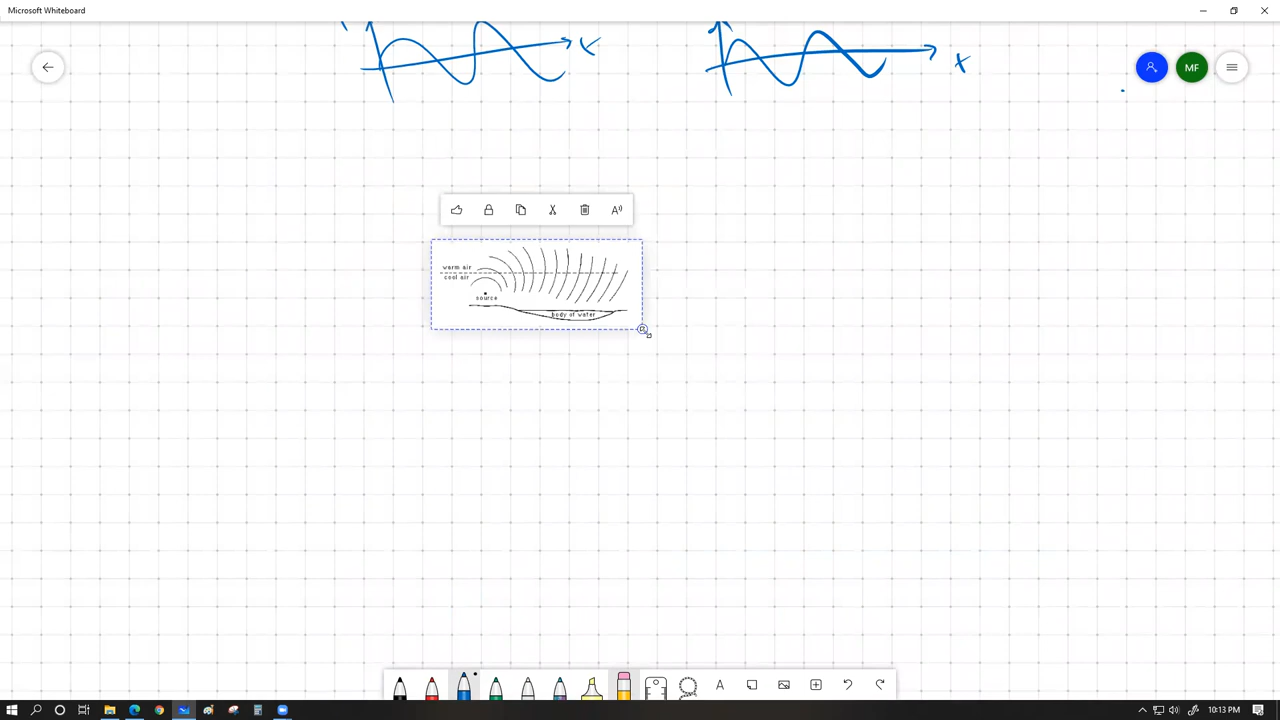 Microsoft Whiteboard
x
x
MF
warm air
cool air
source
body of water
A
10:13 PM